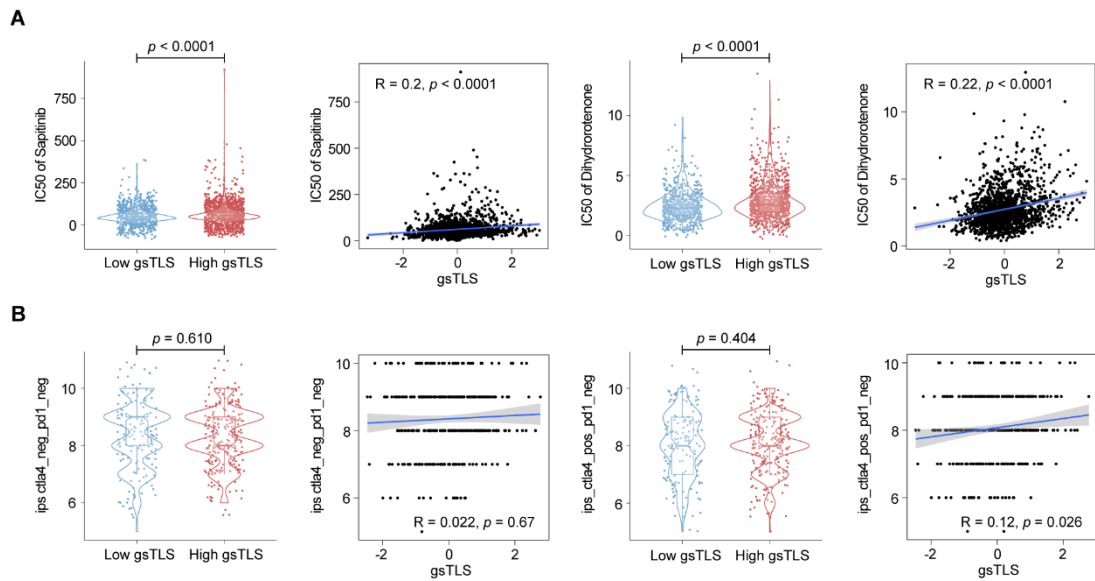 A
p < 0.0001
IC50 of Sapitinib
750
500
250
0
Low gsTLS
High gsTLS
R = 0.2, p < 0.0001
IC50 of Sapitinib
750
500
250
0
-2
0
2
gsTLS
p < 0.0001
IC50 of Dihydrorotenone
10
5
0
Low gsTLS
High gsTLS
R = 0.22, p < 0.0001
IC50 of Dihydrorotenone
10
5
0
-2
0
2
gsTLS
B
p = 0.610
ips ctla4_neg_pd1_neg
10
8
6
Low gsTLS
High gsTLS
ips ctla4_neg_pd1_neg
10
8
6
R = 0.022, p = 0.67
-2
0
2
gsTLS
p = 0.404
ips_ctla4_pos_pd1_neg
10
8
6
Low gsTLS
High gsTLS
ips_ctla4_pos_pd1_neg
10
8
6
R = 0.12, p = 0.026
-2
0
2
gsTLS